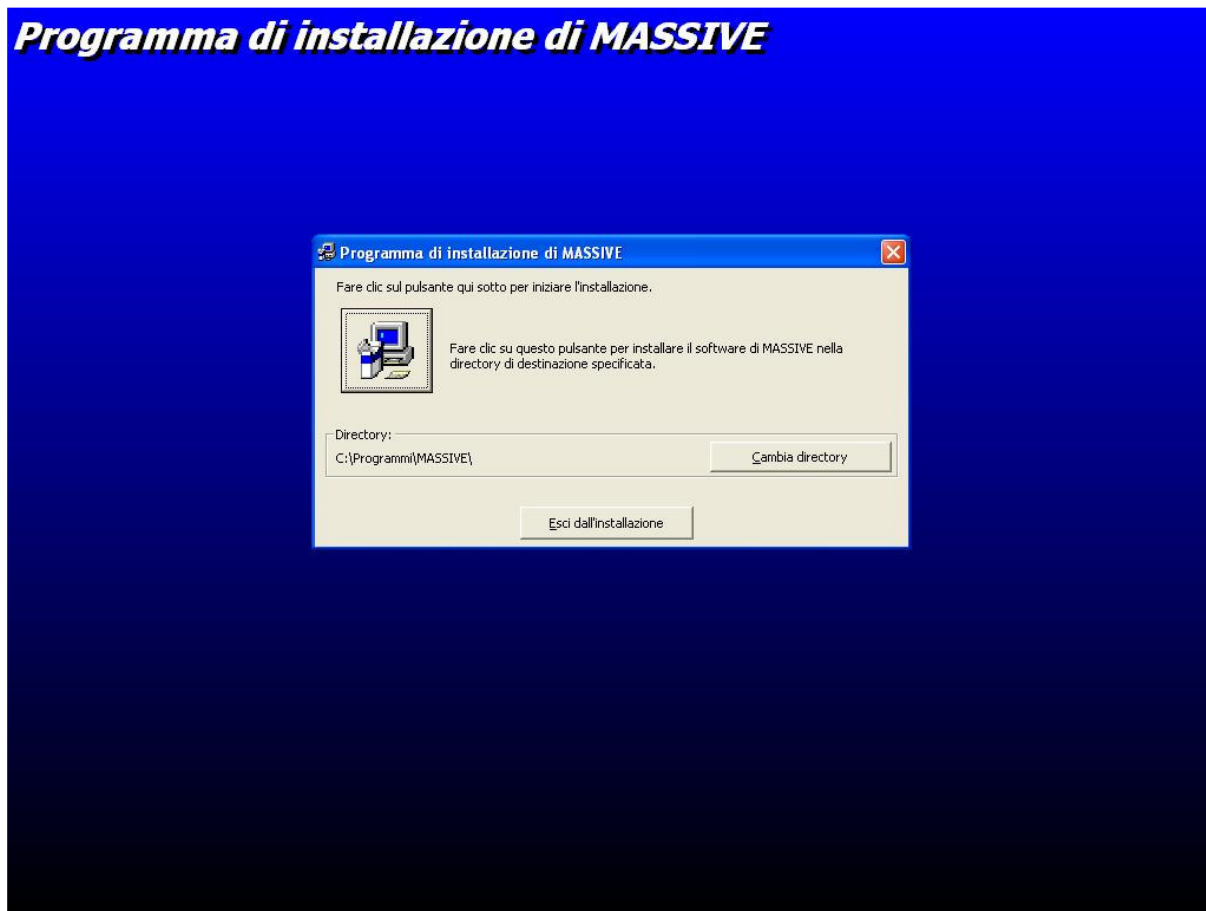 Programma di installazione di MASSIVE
Programma di installazione di MASSIVE
Fare clic sul pulsante qui sotto per iniziare l'installazione.
Fare clic su questo pulsante per installare il software di MASSIVE nella
directory di destinazione specificata.
Directory:
C:\Programmi\MASSIVE\
Cambia directory
Esci dall'installazione